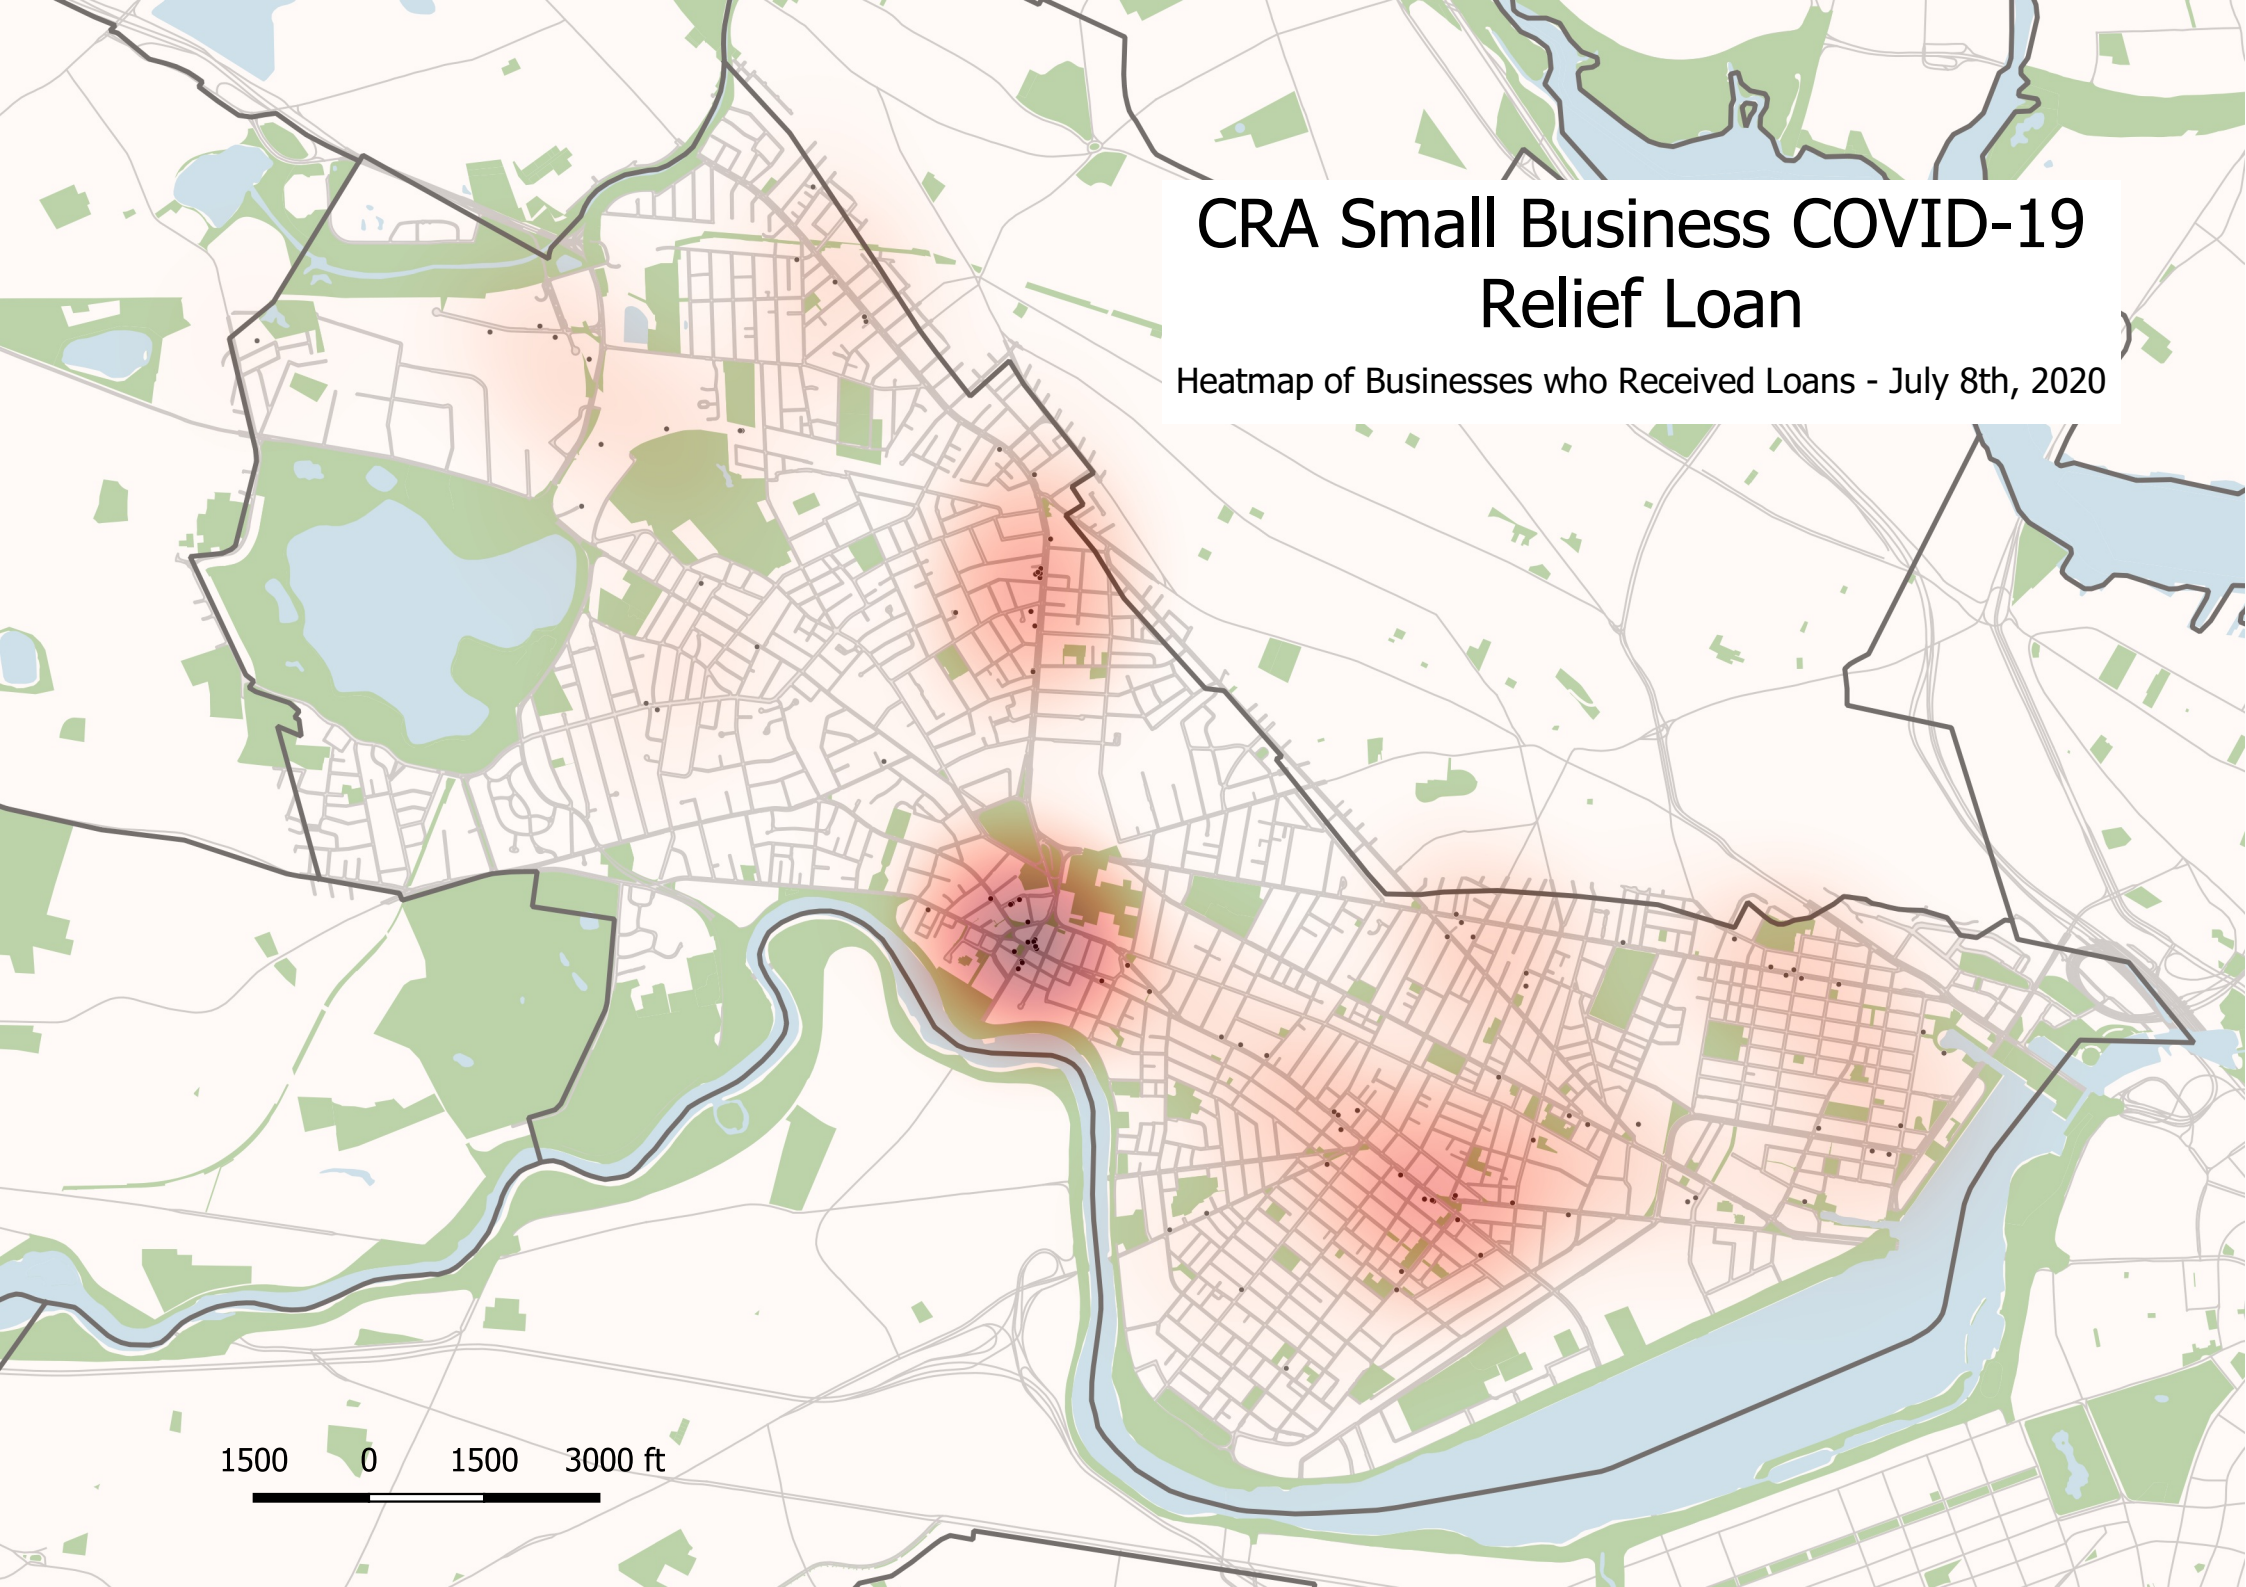 CRA Small Business COVID-19
Relief Loan
Heatmap of Businesses who Received Loans - July 8th, 2020
1500 0 1500 3000 ft